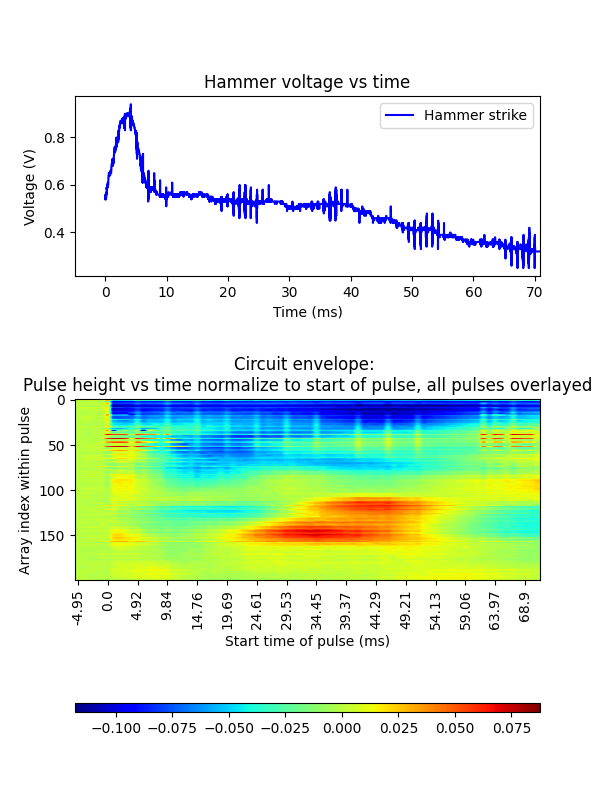 Hammer voltage vs time
Hammer strike
Voltage (V)
0.8
0.6
0.4
0 10 20 30 40 50 60 70
Time (ms)
Circuit envelope:
Pulse height vs time normalize to start of pulse, all pulses overlayed
Array index within pulse
0
50
100
150
-4.95 0.0 4.92 9.84 14.76 19.69 24.61 29.53 34.45 39.37 44.29 49.21 54.13 59.06 63.97 68.9
Start time of pulse (ms)
−0.100 −0.075 −0.050 −0.025 0.000 0.025 0.050 0.075